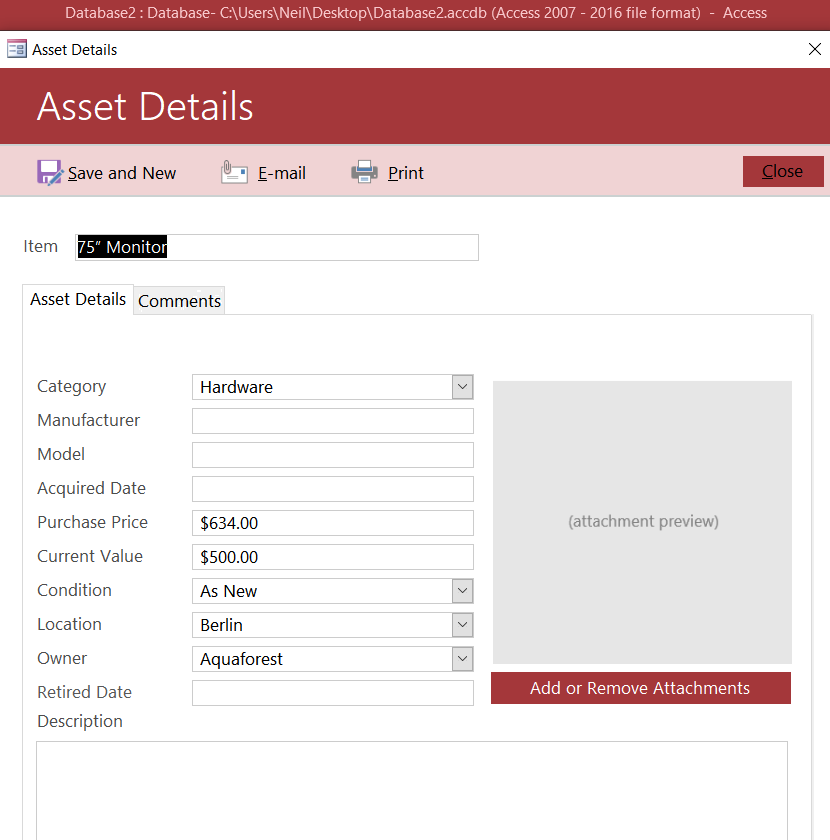 Database2 : Database- C:\Users\Neil\Desktop\Database2.accdb (Access 2007 - 2016 file format)  -  Access
Asset Details
Asset Details
Save and New E-mail Print Close
Item 75" Monitor
Asset Details Comments
Category Hardware
Manufacturer
Model
Acquired Date
Purchase Price $634.00
(attachment preview)
Current Value $500.00
Condition As New
Location Berlin
Owner Aquaforest
Retired Date
Add or Remove Attachments
Description